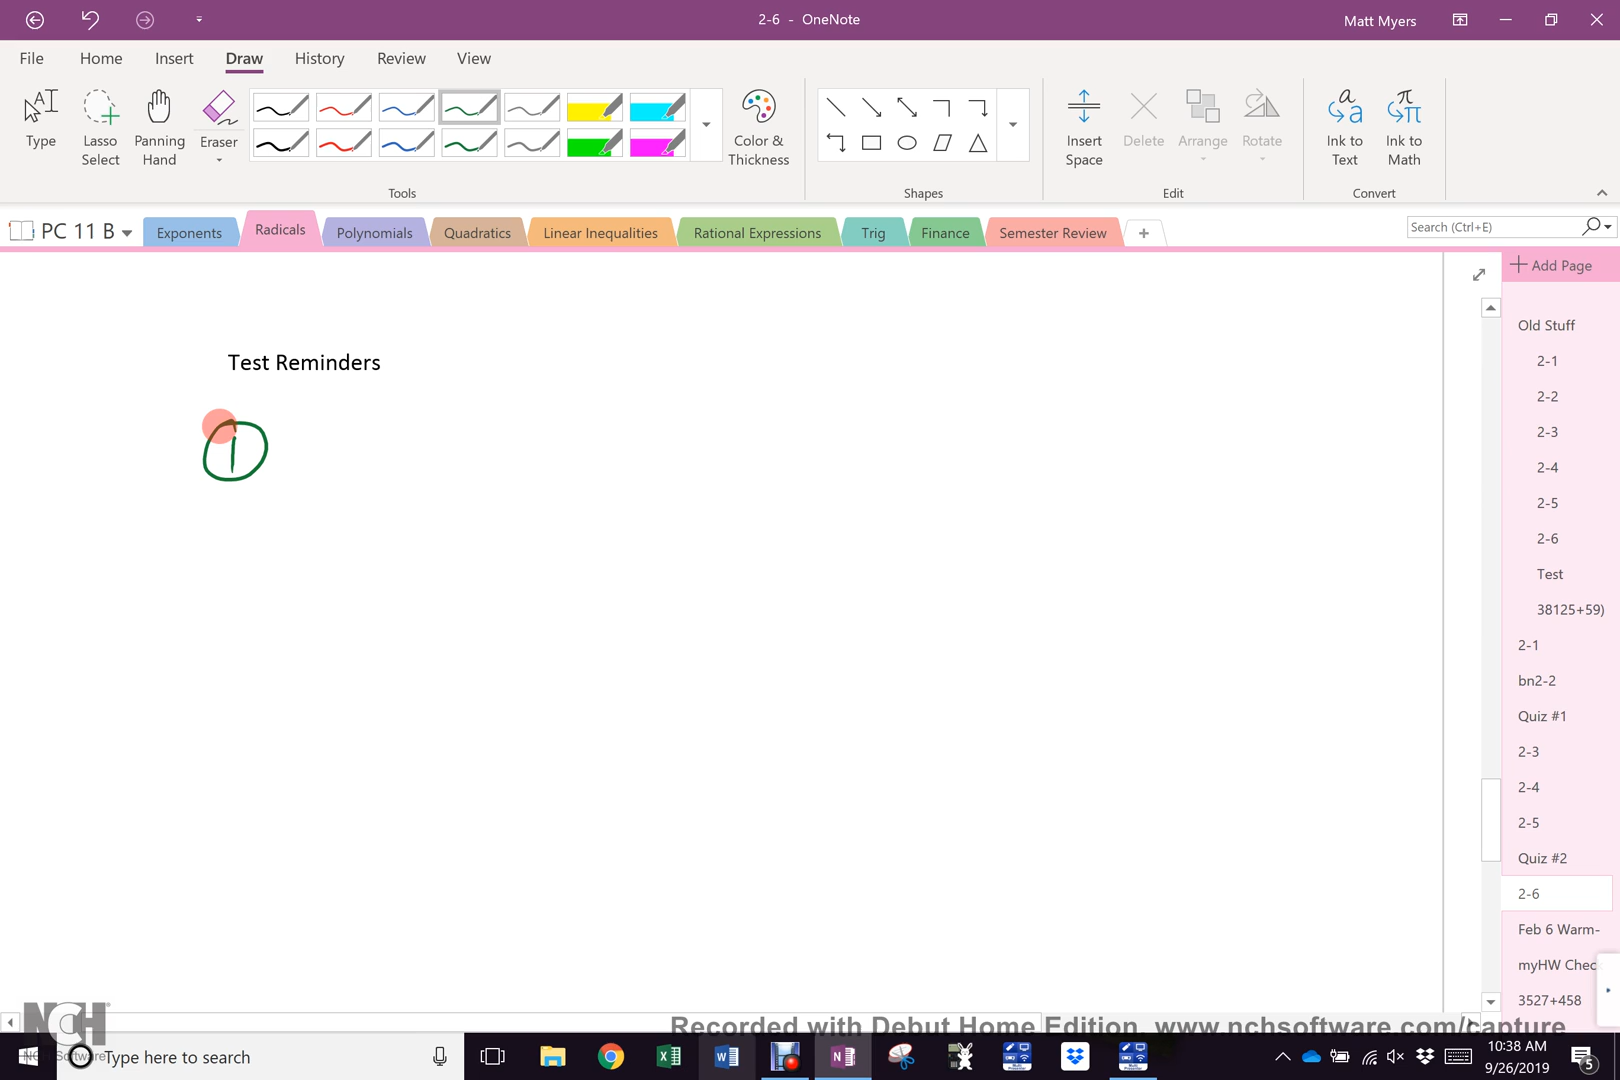 2-6 - OneNote
Matt Myers
File Home Insert Draw History Review View
Type
Lasso Select
Panning Hand
Eraser
Color & Thickness
Insert Space
Delete
Arrange
Rotate
Ink to Text
Ink to Math
Tools
Shapes
Edit
Convert
PC 11 B
Exponents Radicals Polynomials Quadratics Linear Inequalities Rational Expressions Trig Finance Semester Review
Search (Ctrl+E)
Add Page
Test Reminders
1
Old Stuff
2-1
2-2
2-3
2-4
2-5
2-6
Test
38125+59)
2-1
bn2-2
Quiz #1
2-3
2-4
2-5
Quiz #2
2-6
Feb 6 Warm-
myHW Chec
3527+458
NCH
NCH Software
Recorded with Debut Home Edition. www.nchsoftware.com/capture
Type here to search
10:38 AM
9/26/2019
5